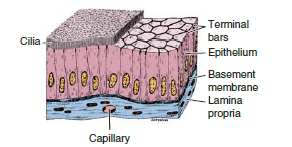 Cilia
Terminal
bars
Epithelium
Basement
membrane
Lamina
propria
Capillary